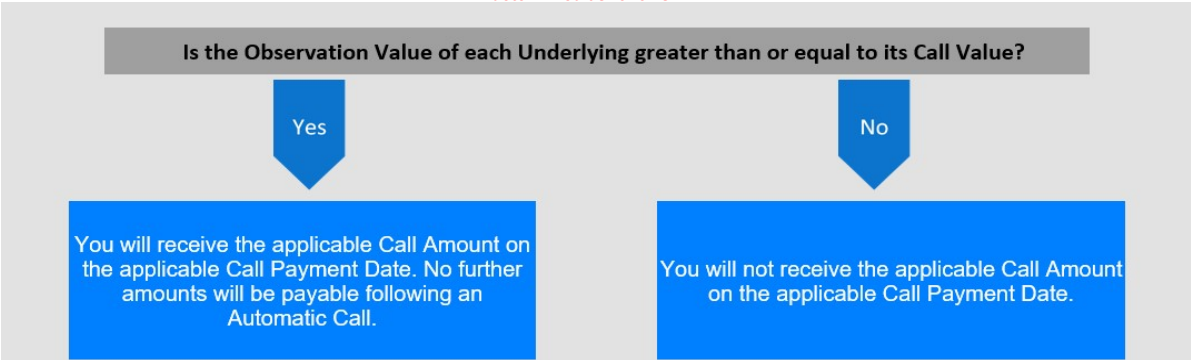 Is the Observation Value of each Underlying greater than or equal to its Call Value?
Yes
No
You will receive the applicable Call Amount on
the applicable Call Payment Date. No further
amounts will be payable following an
Automatic Call.
You will not receive the applicable Call Amount
on the applicable Call Payment Date.